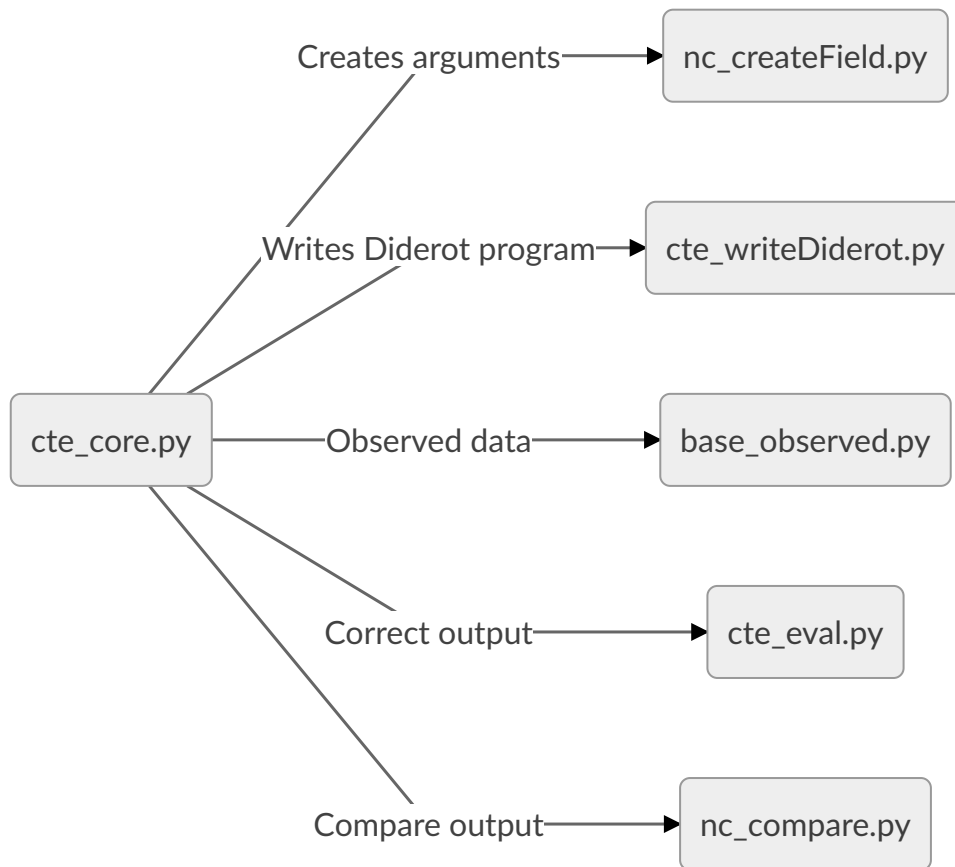 Creates arguments
nc_createField.py
Writes Diderot program
cte_writeDiderot.py
cte_core.py
Observed data
base_observed.py
Correct output
cte_eval.py
Compare output
nc_compare.py